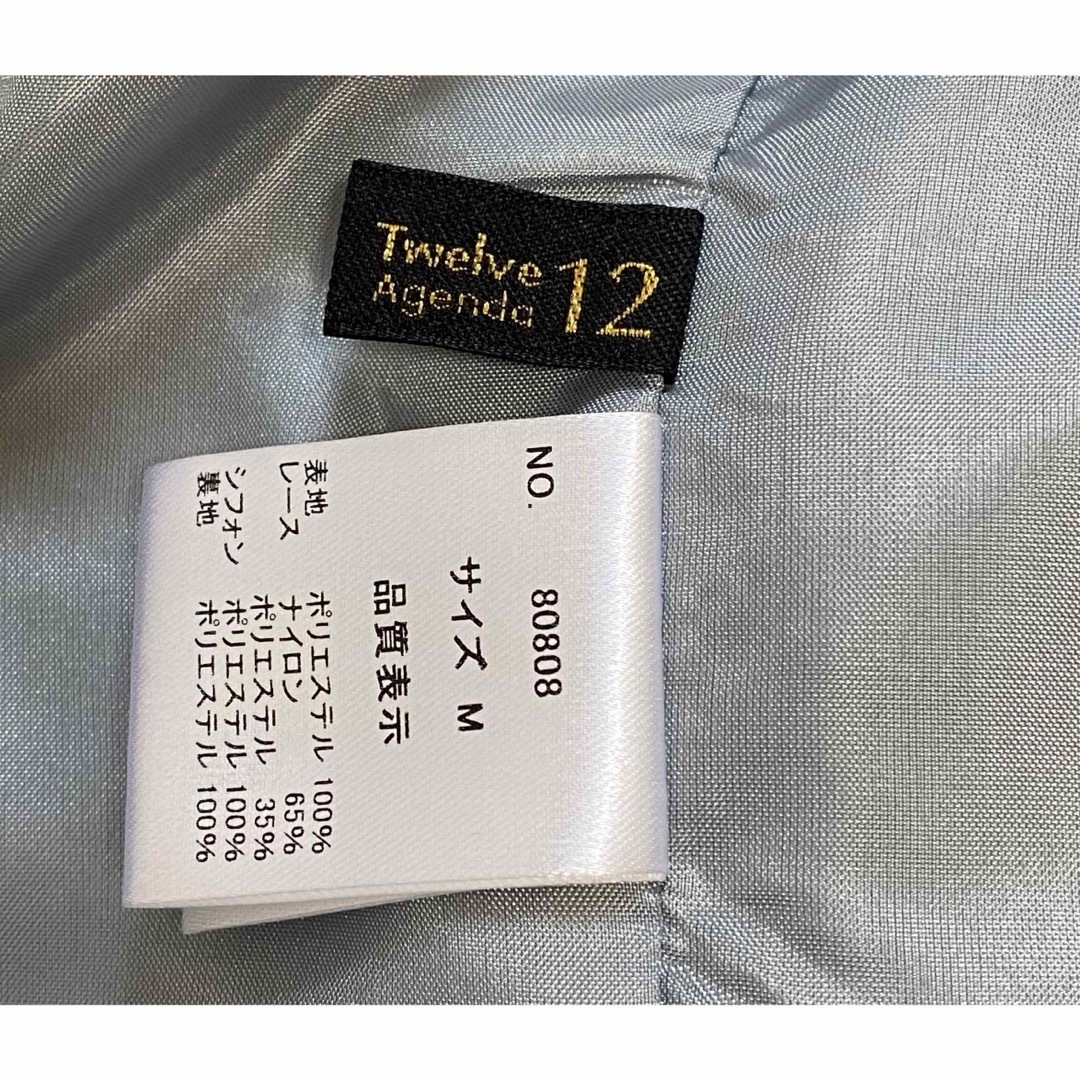 Twelve
Agenda
12
NO. 80808
サイズ M
品質表示
表地 ポリエステル 100%
レース ナイロン 65%
ポリエステル 35%
シフォン ポリエステル 100%
裏地 ポリエステル 100%